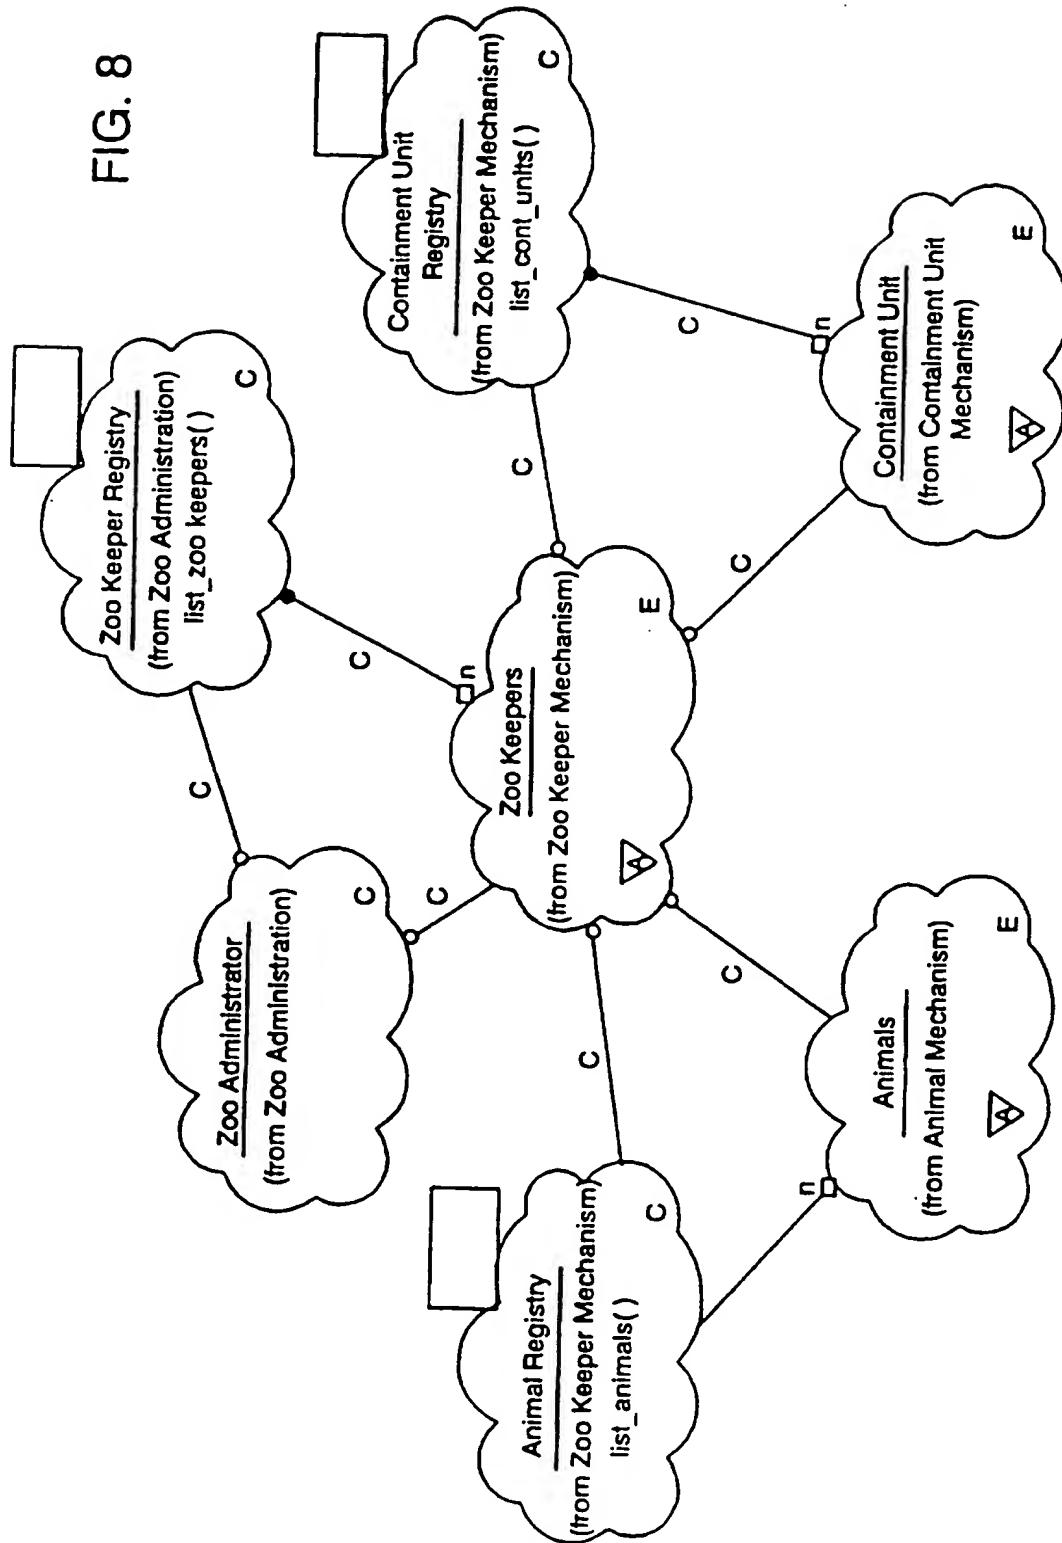 FIG. 8
Zoo Administrator
(from Zoo Administration)
C
C
Zoo Keeper Registry
(from Zoo Administration)
list_zoo keepers( )
C
C
C
n
Animal Registry
(from Zoo Keeper Mechanism)
list_animals( )
C
C
Zoo Keepers
(from Zoo Keeper Mechanism)
A
E
C
Containment Unit
Registry
(from Zoo Keeper Mechanism)
list_cont_units( )
C
n
C
Animals
(from Animal Mechanism)
A
E
C
C
n
Containment Unit
(from Containment Unit
Mechanism)
A
E